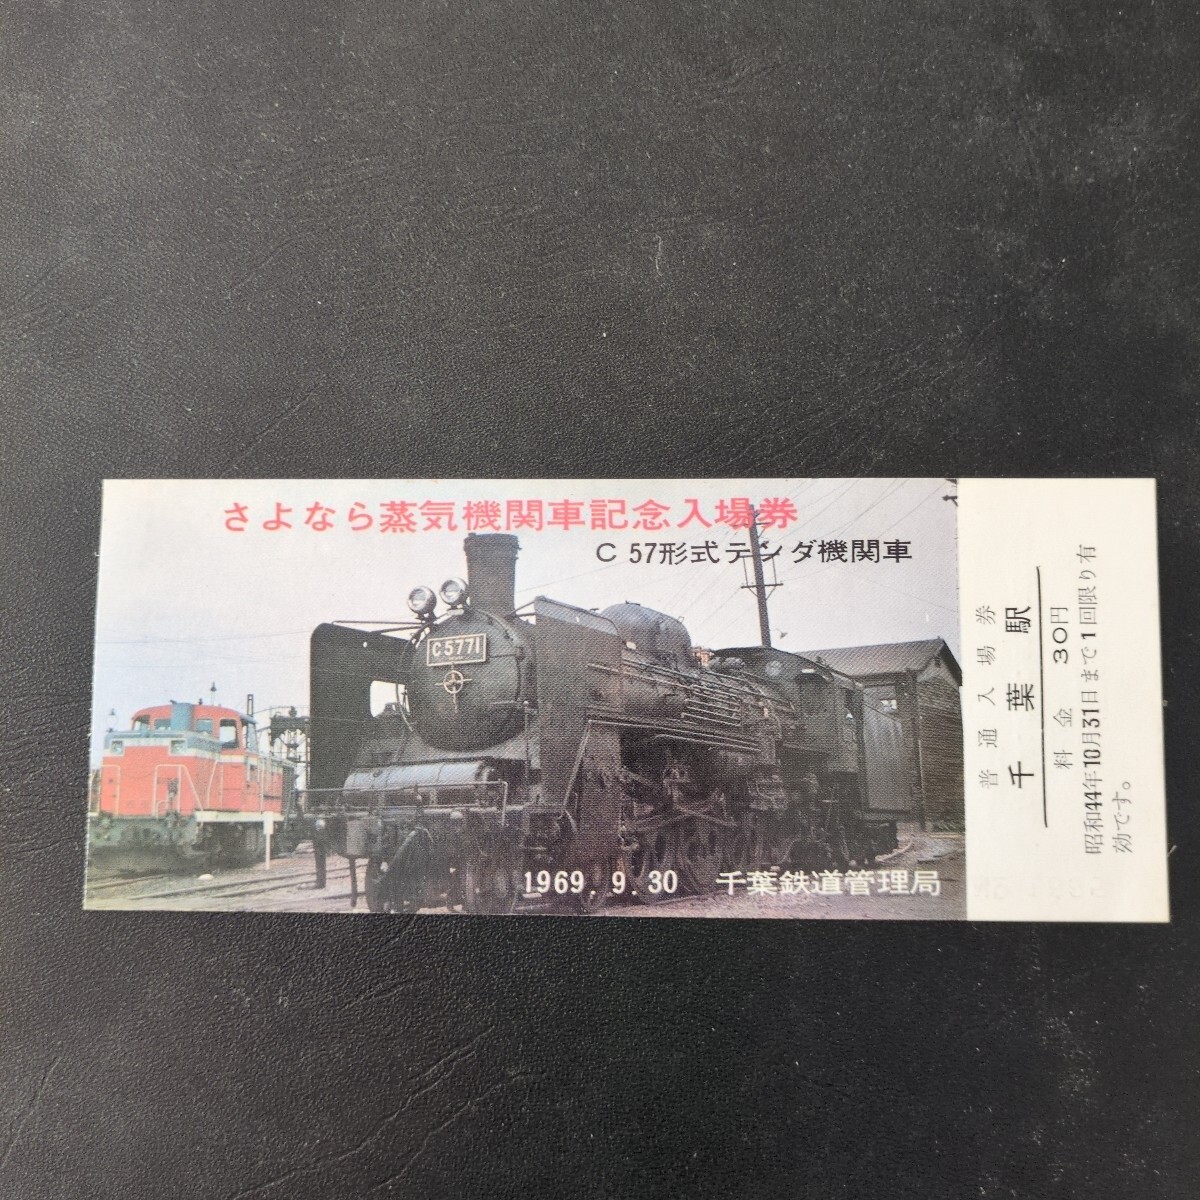 さよなら蒸気機関車記念入場券
C 57形式テンダ機関車
C5771
1969. 9. 30 千葉鉄道管理局
普通入場券
千葉駅
料金 30円
昭和44年10月31日まで1回限り有
効です。